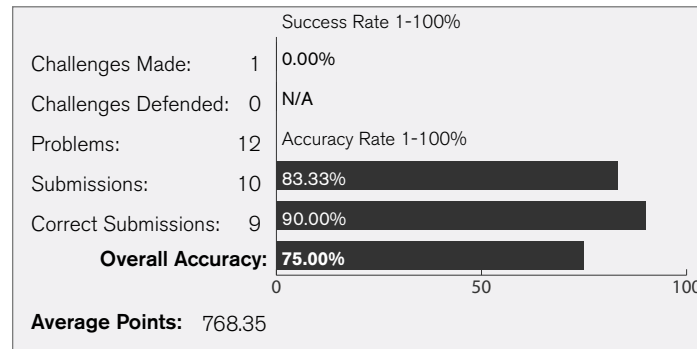 Success Rate 1-100%
Challenges Made: 1 0.00%
Challenges Defended: 0 N/A
Problems: 12 Accuracy Rate 1-100%
Submissions: 10 83.33%
Correct Submissions: 9 90.00%
Overall Accuracy: 75.00%
0 50 100
Average Points: 768.35